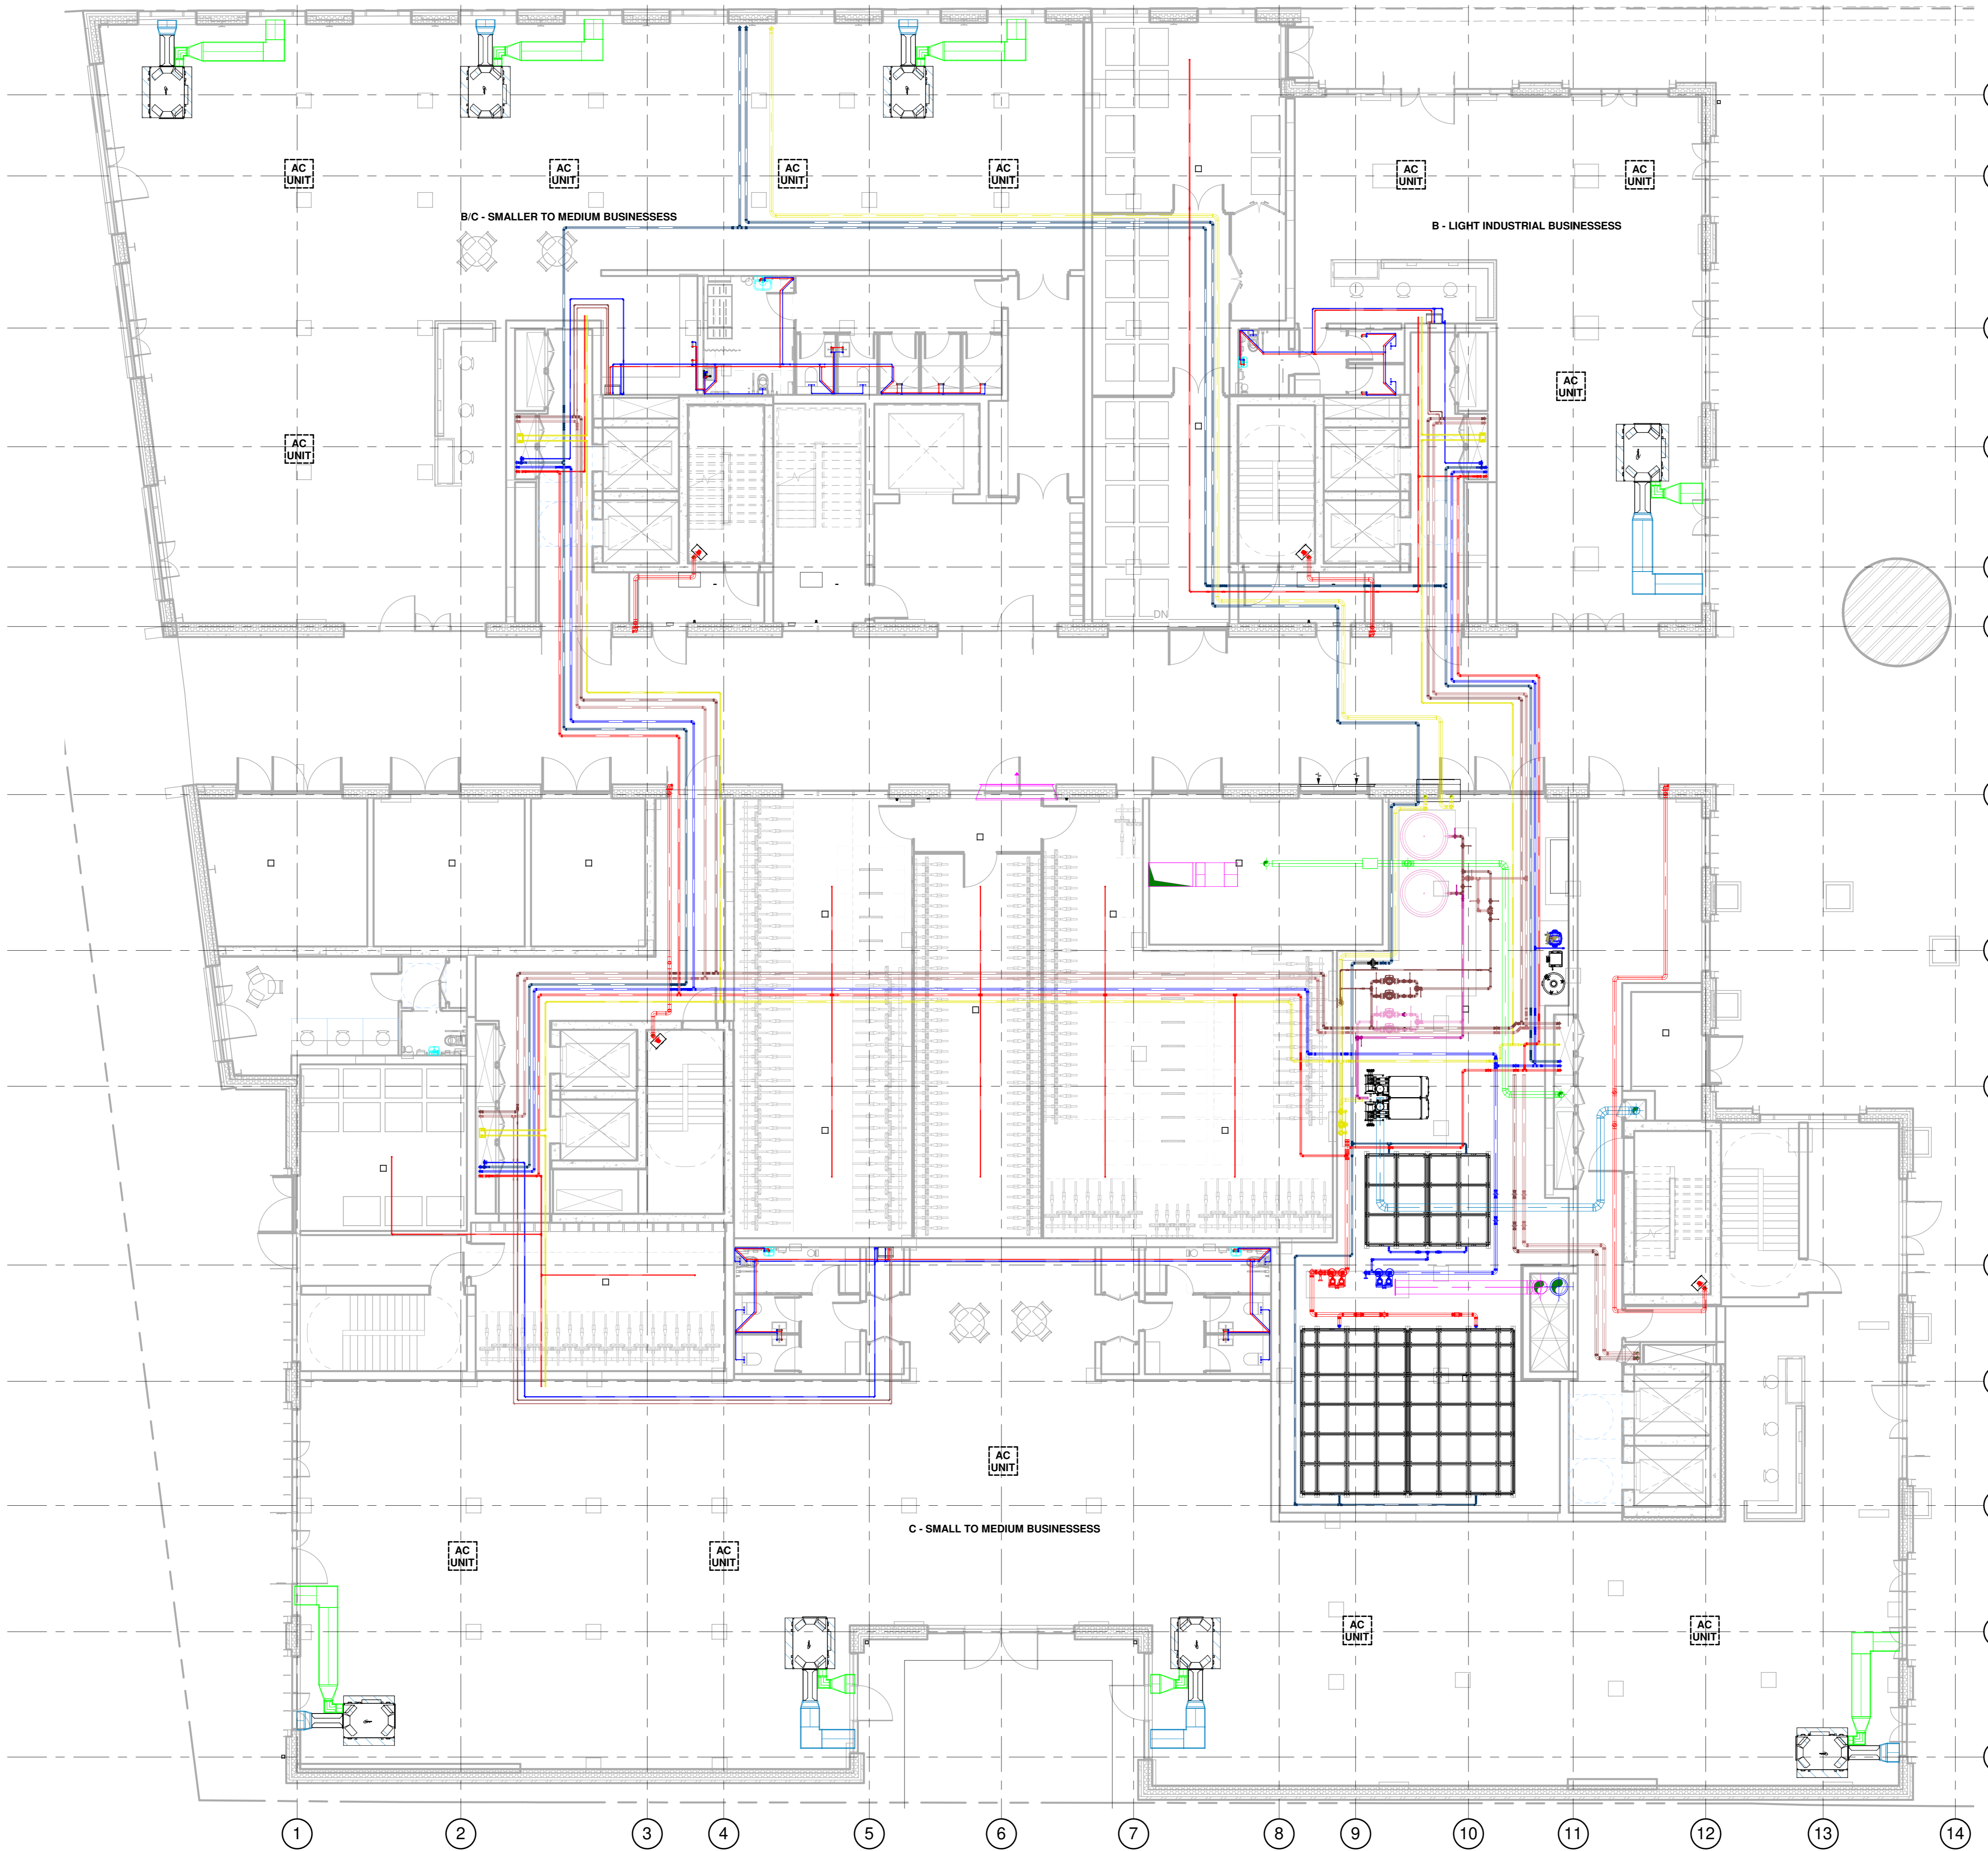 AC
UNIT
AC
UNIT
AC
UNIT
AC
UNIT
AC
UNIT
AC
UNIT
B/C - SMALLER TO MEDIUM BUSINESSESS
B - LIGHT INDUSTRIAL BUSINESSESS
AC
UNIT
AC
UNIT
DN
AC
UNIT
C - SMALL TO MEDIUM BUSINESSESS
AC
UNIT
AC
UNIT
AC
UNIT
AC
UNIT
1
2
3
4
5
6
7
8
9
10
11
12
13
14